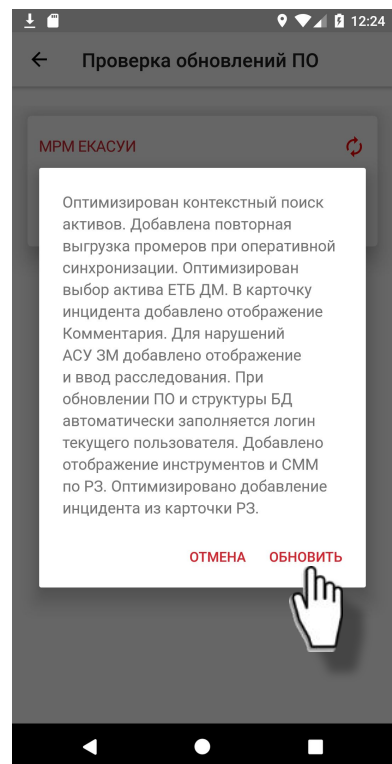 12:24
Проверка обновлений ПО
МРМ ЕКАСУИ
Оптимизирован контекстный поиск
активов. Добавлена повторная
выгрузка промеров при оперативной
синхронизации. Оптимизирован
выбор актива ЕТБ ДМ. В карточку
инцидента добавлено отображение
Комментария. Для нарушений
АСУ ЗМ добавлено отображение
и ввод расследования. При
обновлении ПО и структуры БД
автоматически заполняется логин
текущего пользователя. Добавлено
отображение инструментов и СММ
по РЗ. Оптимизировано добавление
инцидента из карточки РЗ.
ОТМЕНА ОБНОВИТЬ